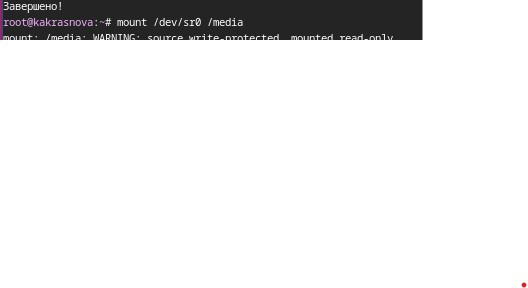 Завершено!
root@kakrasnova:~# mount /dev/sr0 /media
mount: /media: WARNING: source write-protected, mounted read-only.